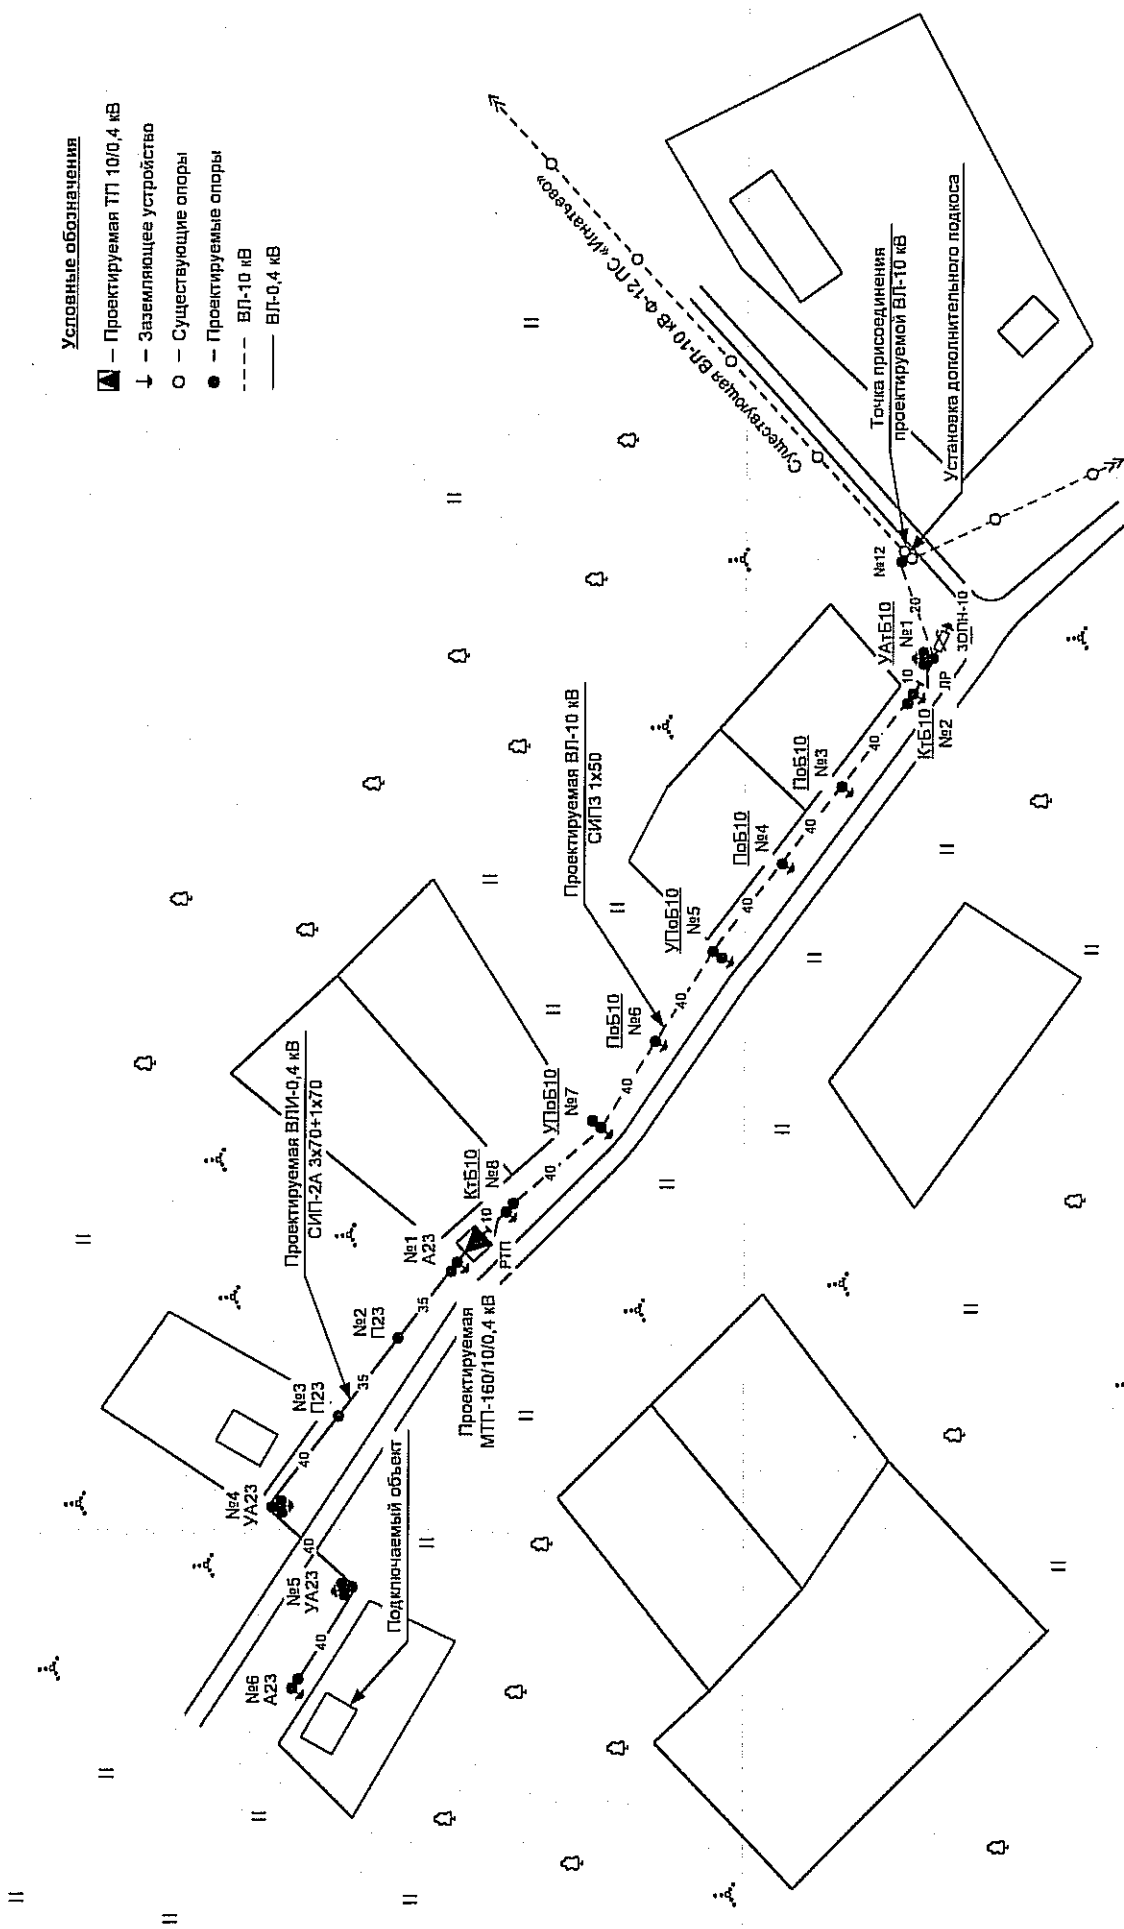 Условные обозначения
– Проектируемая ТП 10/0,4 кВ
– Заземляющее устройство
– Существующие опоры
– Проектируемые опоры
ВЛ-10 кВ
ВЛ-0,4 кВ
№6
А23
40
№5
УА23
40
№4
УА23
40
№3
П23
35
№2
П23
35
№1
А23
Проектируемая ВЛИ-0,4 кВ
СИП-2А 3х70+1х70
Подключаемый объект
Проектируемая
МТП-160/10/0,4 кВ
РТП
10
КтБ10
№8
40
УПоБ10
№7
40
ПоБ10
№6
40
Проектируемая ВЛ-10 кВ
СИП3 1х50
УПоБ10
№5
40
ПоБ10
№4
40
ПоБ10
№3
40
КтБ10
№2
10
ЛР
УАтБ10
№1
ЗОПН-10
20
№12
Точка присоединения
проектируемой ВЛ-10 кВ
Установка дополнительного подкоса
Существующая ВЛ-10 кВ Ф-12 ПС «Игнатьево»